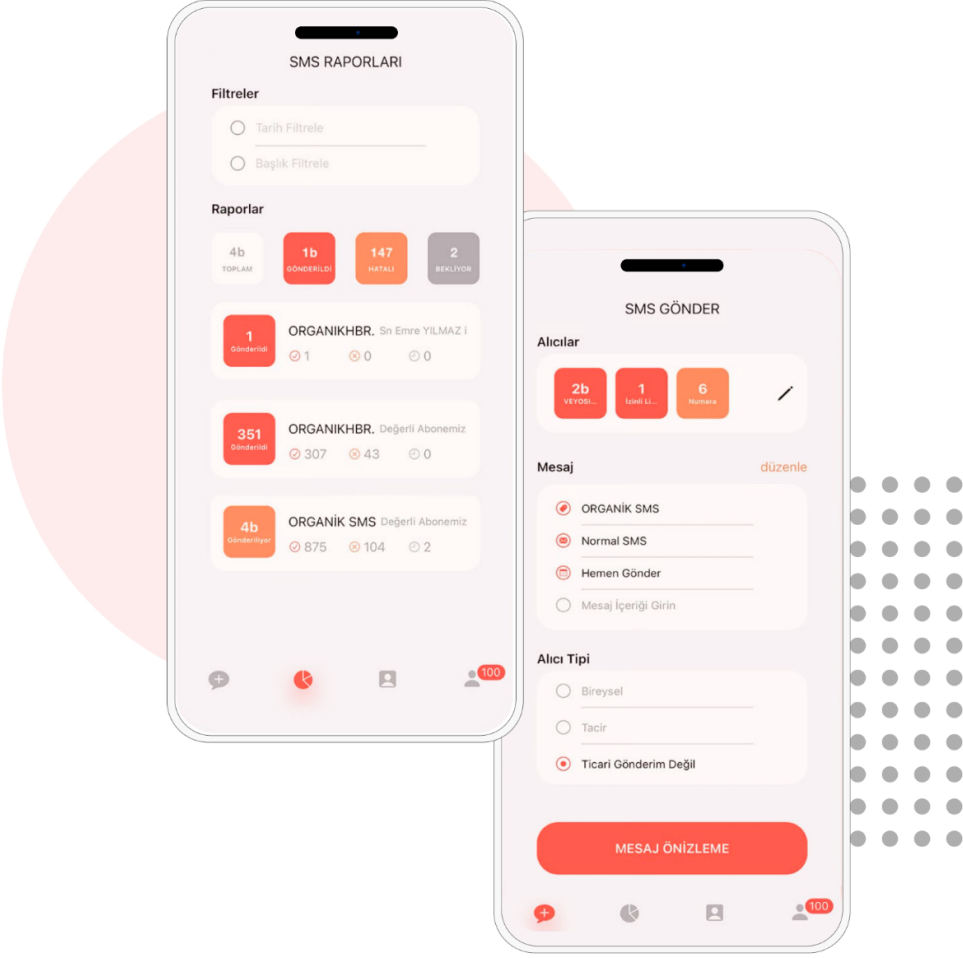 SMS RAPORLARI
Filtreler
Tarih Filtrele
Başlık Filtrele
Raporlar
4b 1b 147 2
TOPLAM GÖNDERİLDİ HATALI BEKLİYOR
1
Gönderildi
ORGANIKHBR. Sn Emre YILMAZ i
1 0 0
351
Gönderildi
ORGANIKHBR. Değerli Abonemiz
307 43 0
4b
Gönderiliyor
ORGANİK SMS Değerli Abonemiz
875 104 2
100
SMS GÖNDER
Alıcılar
2b 1 6
VEYOSI... İzinli Li... Numara
Mesaj düzenle
ORGANİK SMS
Normal SMS
Hemen Gönder
Mesaj İçeriği Girin
Alıcı Tipi
Bireysel
Tacir
Ticari Gönderim Değil
MESAJ ÖNİZLEME
100